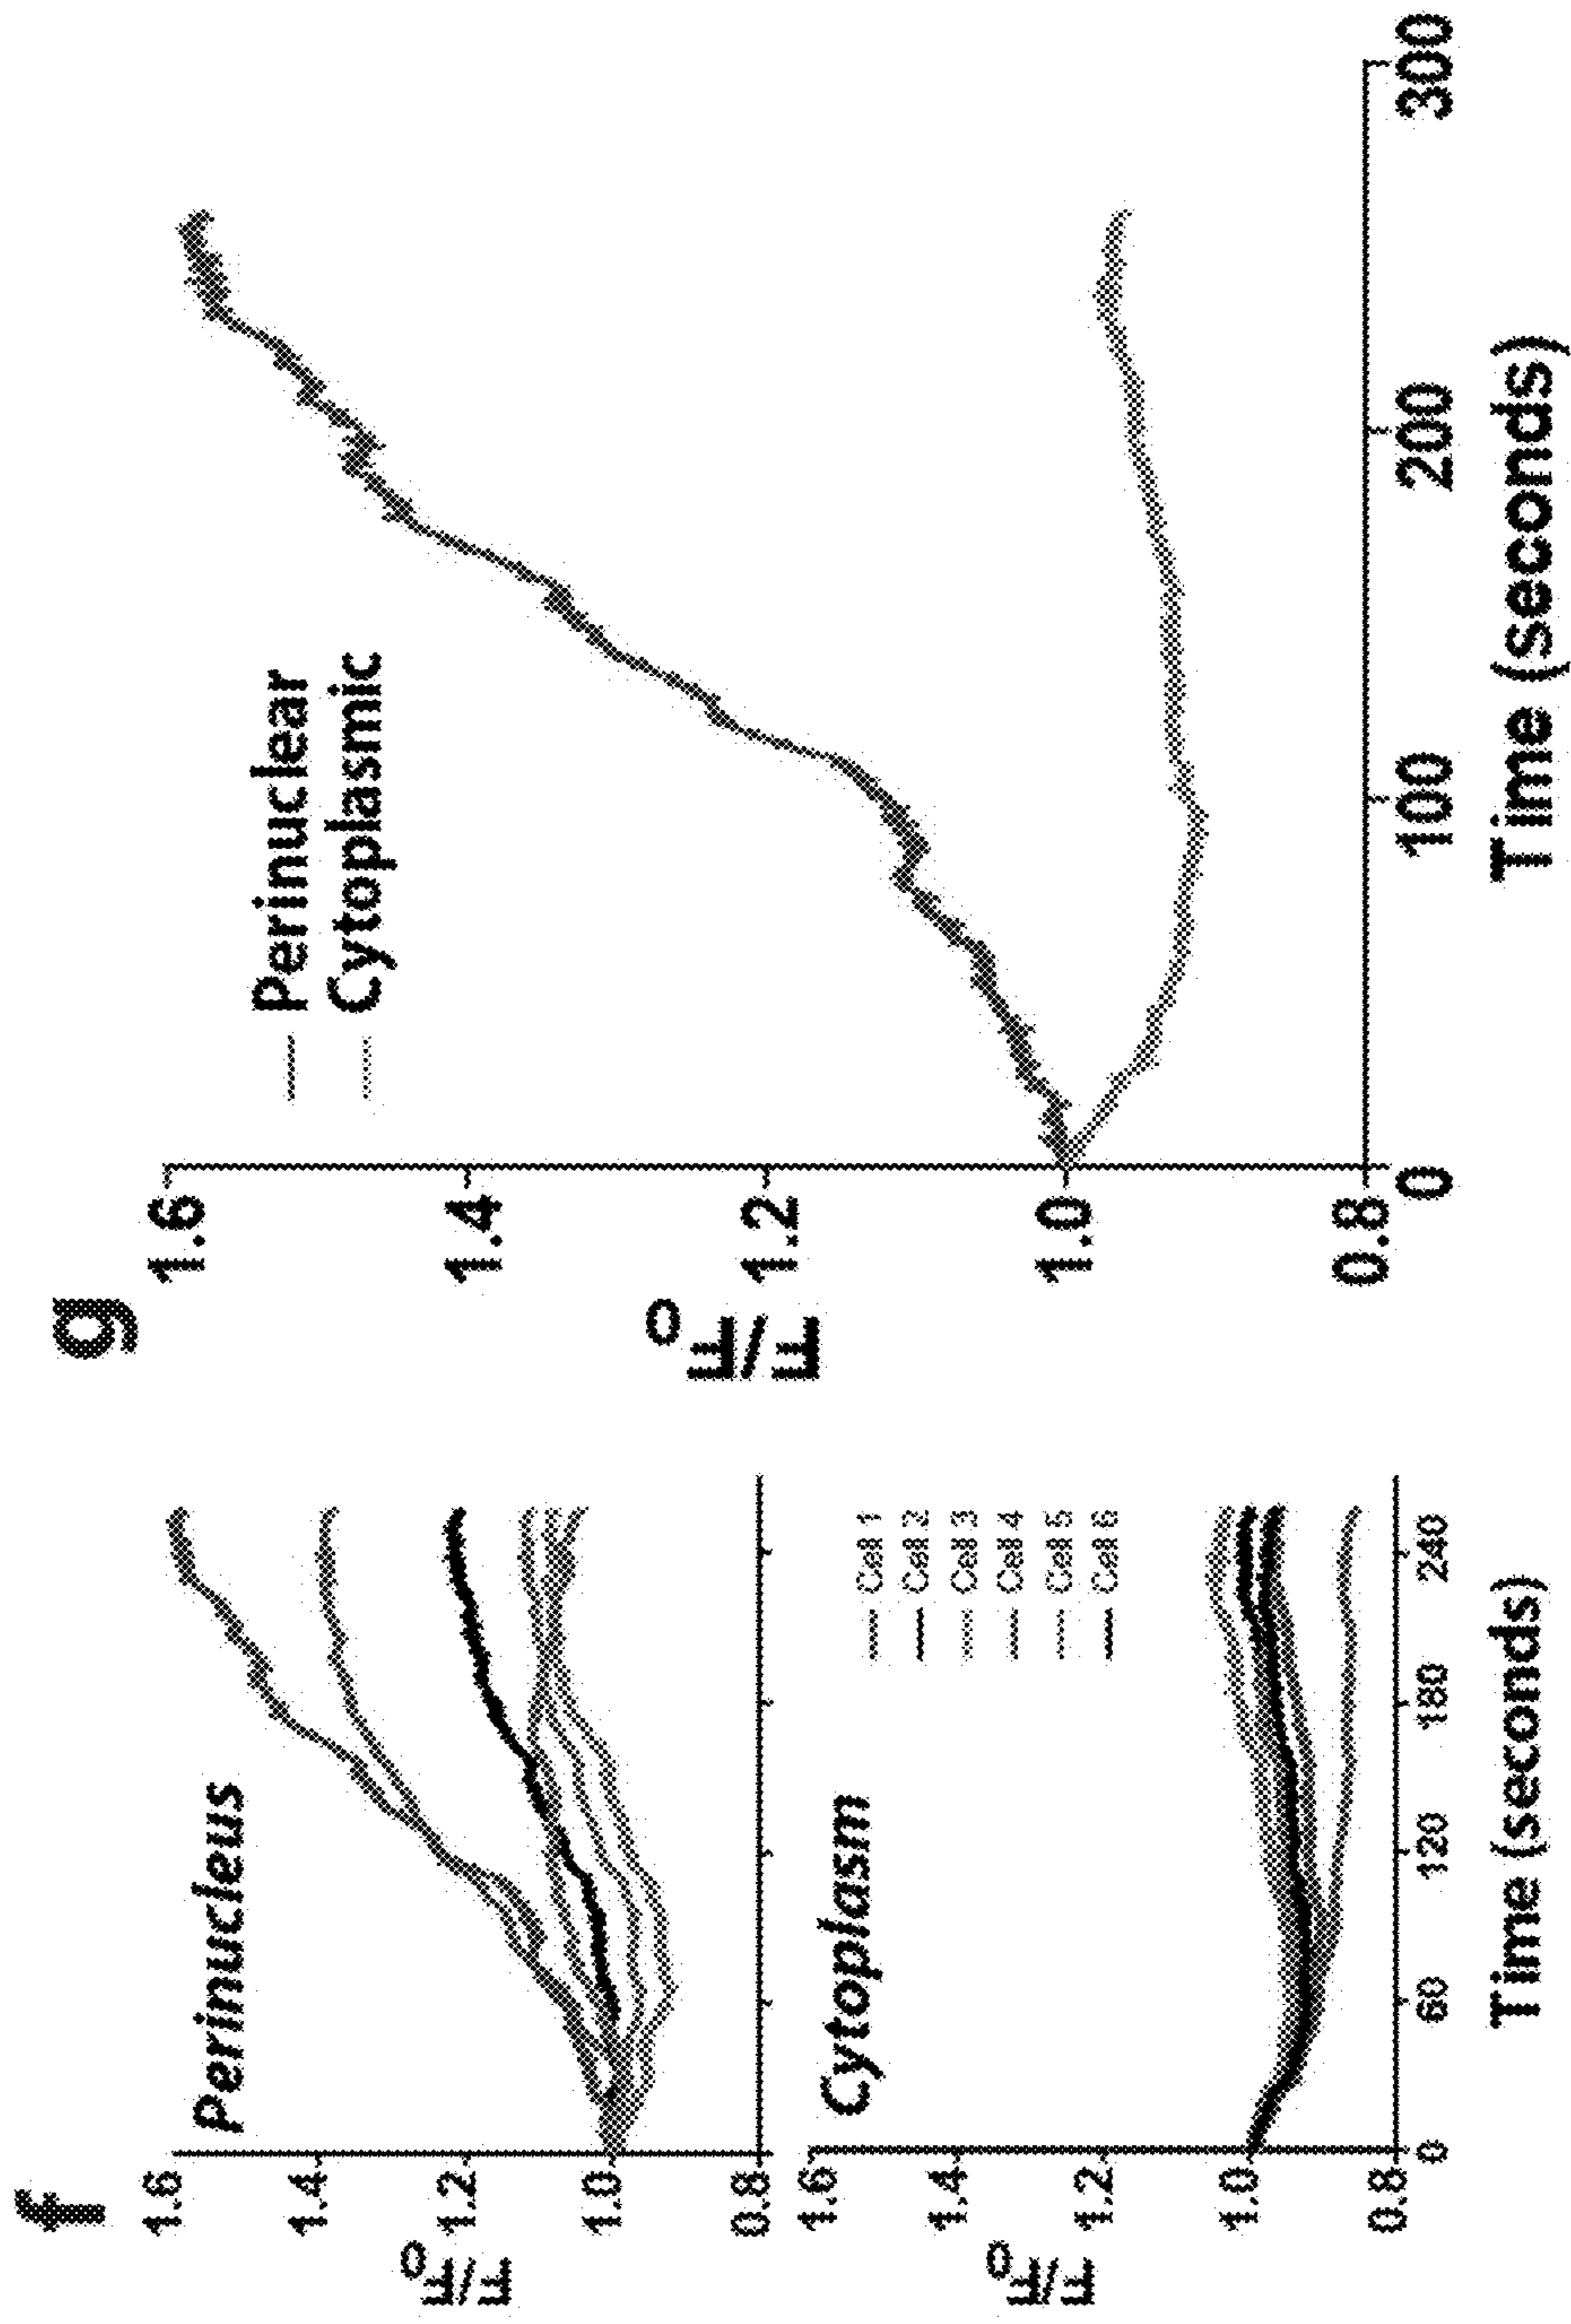 f
Perinucleus
F/Fo
1.6
1.4
1.2
1.0
0.8
Cytoplasm
F/Fo
1.6
1.4
1.2
1.0
0.8
Cell 1
Cell 2
Cell 3
Cell 4
Cell 5
Cell 6
0 60 120 180 240
Time (seconds)
g
F/Fo
1.6
1.4
1.2
1.0
0.8
Perinuclear
Cytoplasmic
0 100 200 300
Time (seconds)